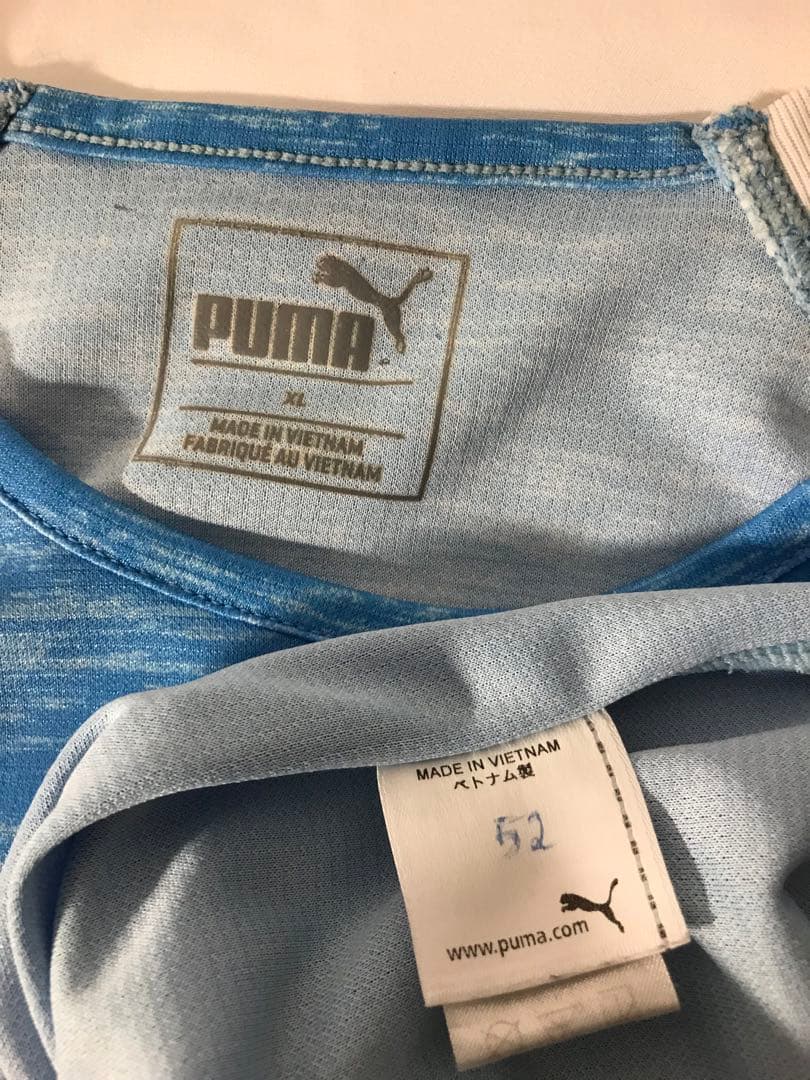 PUMA
XL
MADE IN VIETNAM
FABRIQUÉ AU VIETNAM
MADE IN VIETNAM
ベトナム製
52
www.puma.com